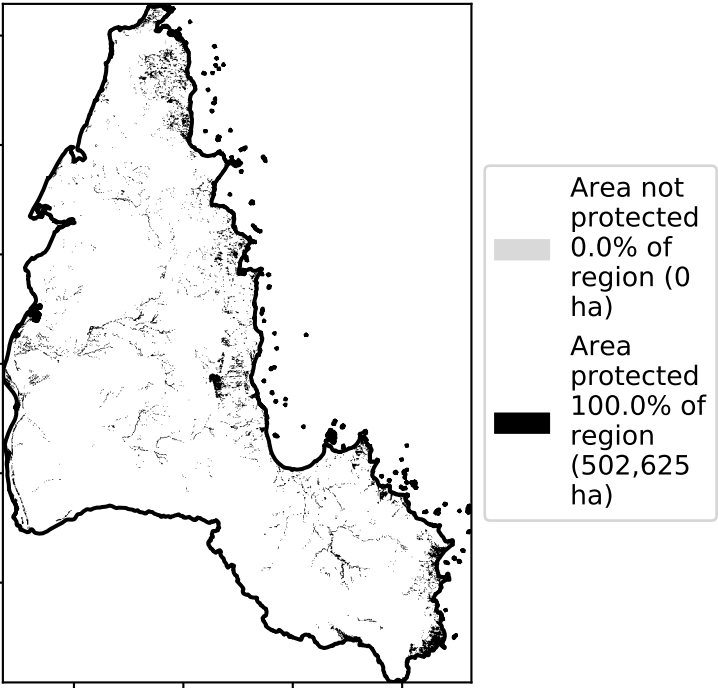 Area not
protected
0.0% of
region (0
ha)
Area
protected
100.0% of
region
(502,625
ha)